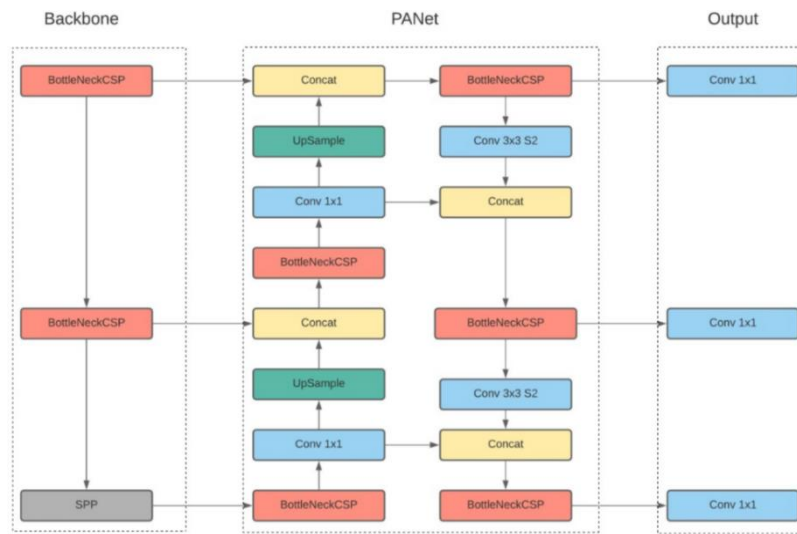 Backbone
PANet
Output
BottleNeckCSP
Concat
BottleNeckCSP
Conv 1x1
UpSample
Conv 3x3 S2
Conv 1x1
Concat
BottleNeckCSP
BottleNeckCSP
Concat
BottleNeckCSP
Conv 1x1
UpSample
Conv 3x3 S2
Conv 1x1
Concat
SPP
BottleNeckCSP
BottleNeckCSP
Conv 1x1